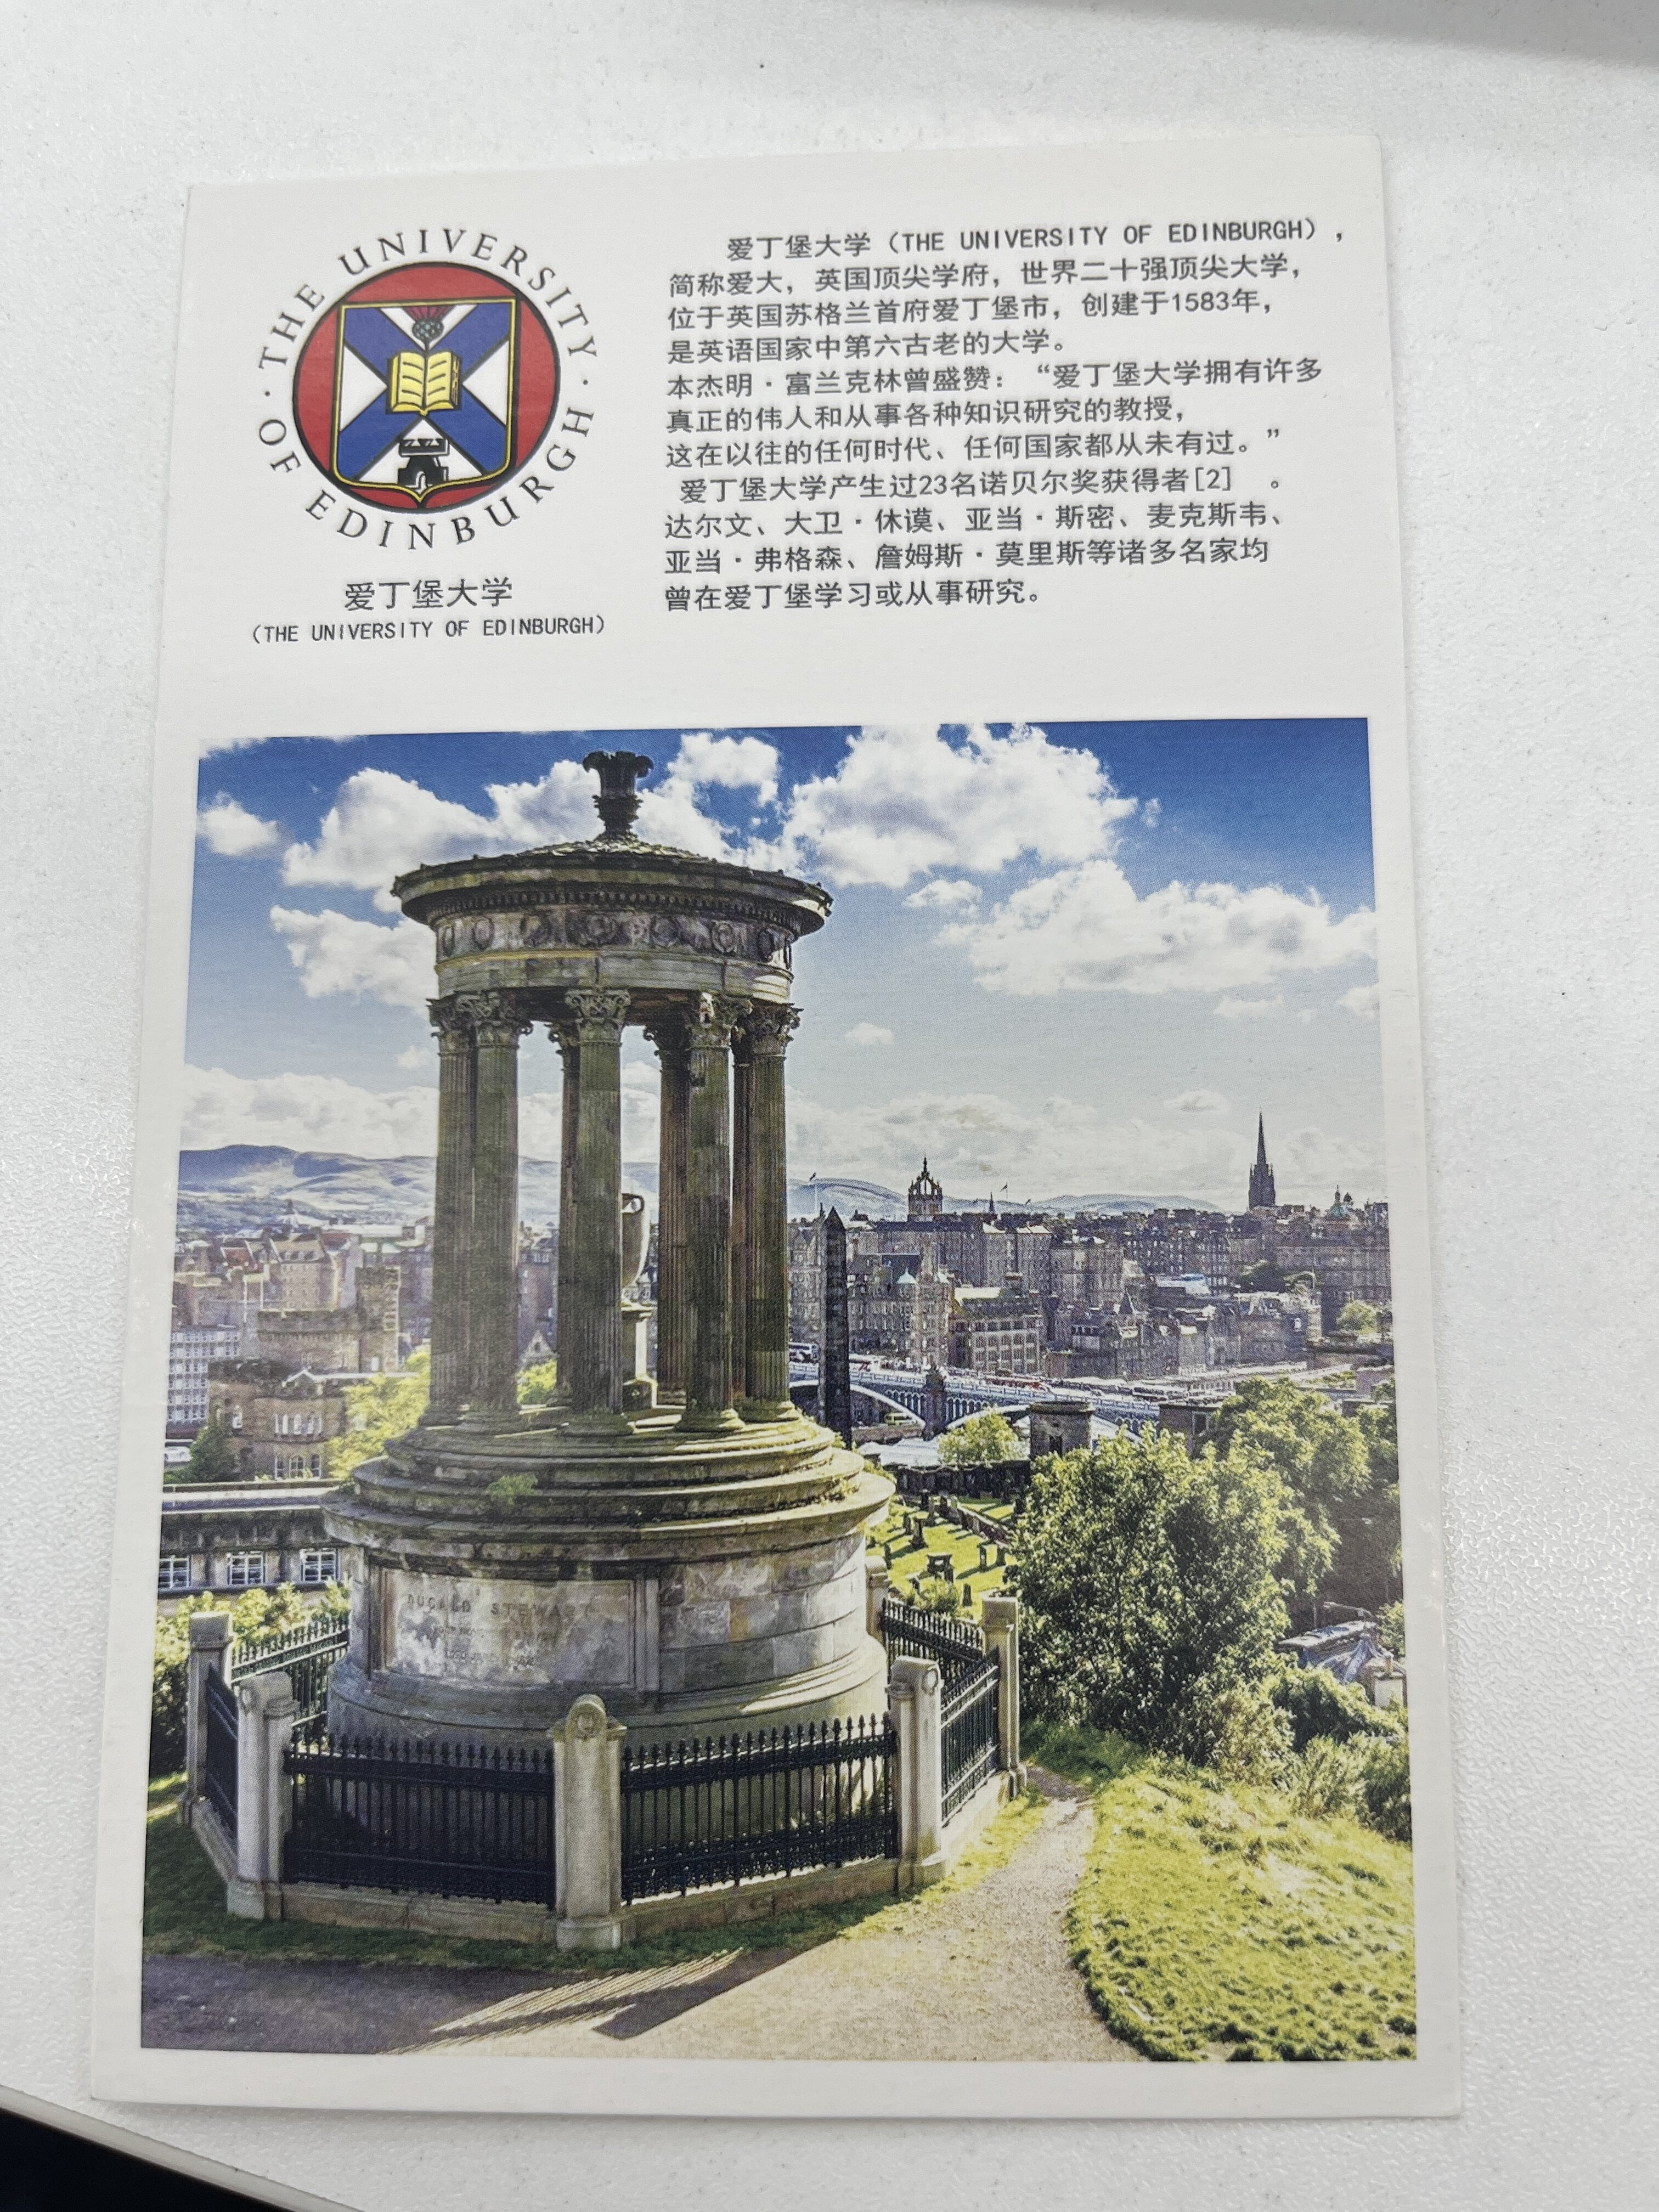 THE UNIVERSITY OF EDINBURGH
爱丁堡大学
(THE UNIVERSITY OF EDINBURGH)
爱丁堡大学（THE UNIVERSITY OF EDINBURGH），
简称爱大，英国顶尖学府，世界二十强顶尖大学，
位于英国苏格兰首府爱丁堡市，创建于1583年，
是英语国家中第六古老的大学。
本杰明·富兰克林曾盛赞：“爱丁堡大学拥有许多
真正的伟人和从事各种知识研究的教授，
这在以往的任何时代、任何国家都从未有过。”
爱丁堡大学产生过23名诺贝尔奖获得者[2] 。
达尔文、大卫·休谟、亚当·斯密、麦克斯韦、
亚当·弗格森、詹姆斯·莫里斯等诸多名家均
曾在爱丁堡学习或从事研究。
DUGALD STEWART